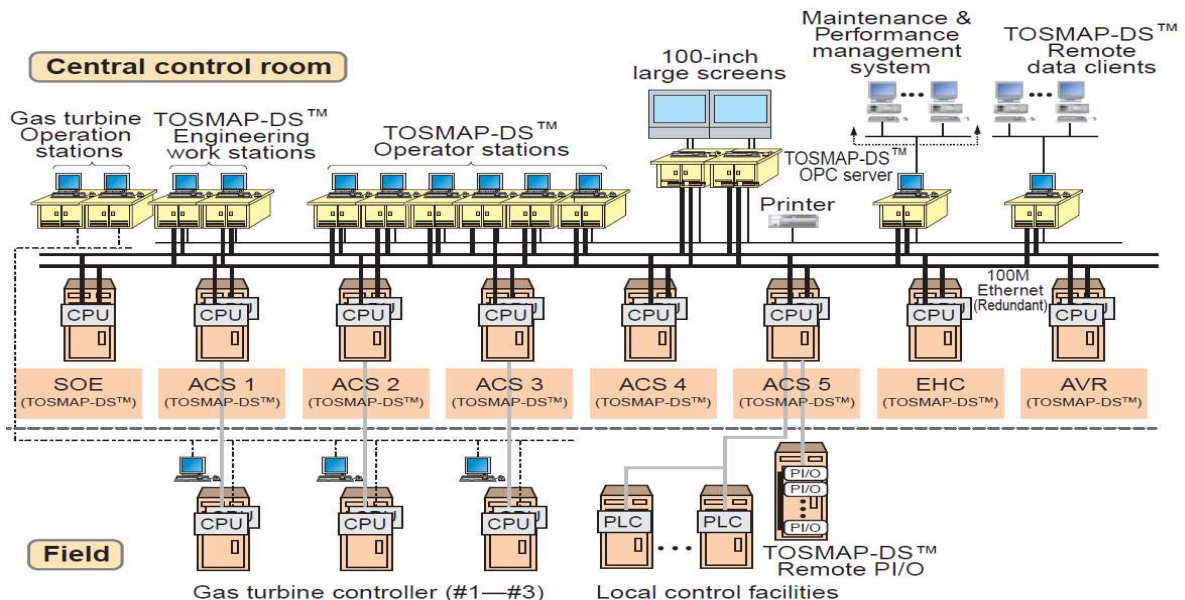 Central control room
Gas turbine
Operation
stations
TOSMAP-DS™
Engineering
work stations
TOSMAP-DS™
Operator stations
100-inch
large screens
Maintenance &
Performance
management
system
TOSMAP-DS™
Remote
data clients
TOSMAP-DS™
OPC server
Printer
100M
Ethernet
(Redundant)
CPU
CPU
CPU
CPU
CPU
CPU
CPU
CPU
SOE
(TOSMAP-DS™)
ACS 1
(TOSMAP-DS™)
ACS 2
(TOSMAP-DS™)
ACS 3
(TOSMAP-DS™)
ACS 4
(TOSMAP-DS™)
ACS 5
(TOSMAP-DS™)
EHC
(TOSMAP-DS™)
AVR
(TOSMAP-DS™)
CPU
CPU
CPU
PLC
PLC
PI/O
PI/O
PI/O
Field
TOSMAP-DS™
Remote PI/O
Gas turbine controller (#1—#3)
Local control facilities